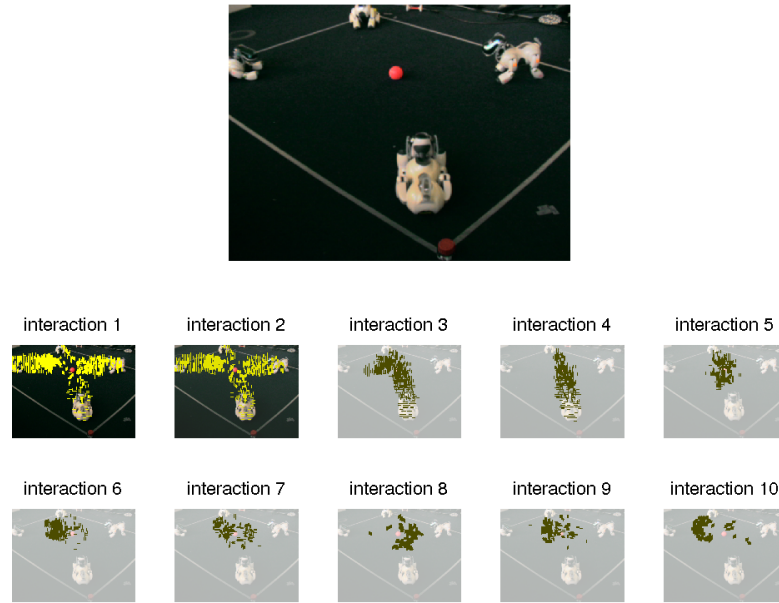 interaction 1
interaction 2
interaction 3
interaction 4
interaction 5
interaction 6
interaction 7
interaction 8
interaction 9
interaction 10